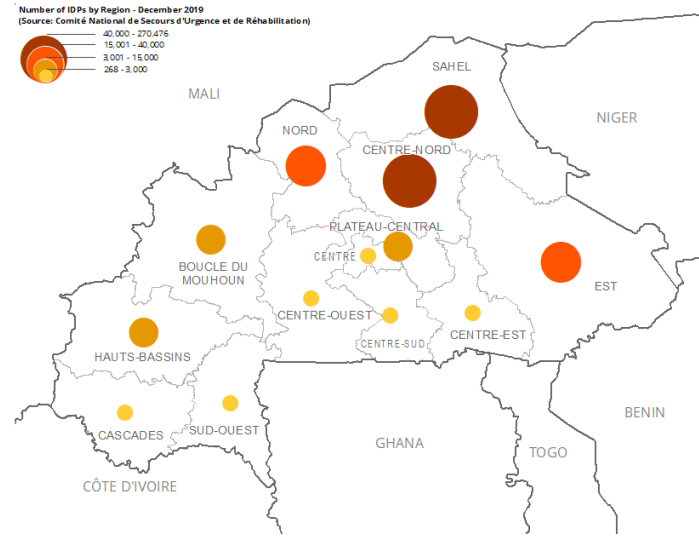 Number of IDPs by Region - December 2019
(Source: Comité National de Secours d'Urgence et de Réhabilitation)
40,000 - 270,476
15,001 - 40,000
3,001 - 15,000
268 - 3,000
SAHEL
MALI
NIGER
NORD
CENTRE-NORD
PLATEAU-CENTRAL
CENTRE
BOUCLE DU
MOUHOUN
EST
CENTRE-OUEST
CENTRE-EST
CENTRE-SUD
HAUTS-BASSINS
BENIN
CASCADES
SUD-OUEST
GHANA
TOGO
CÔTE D'IVOIRE